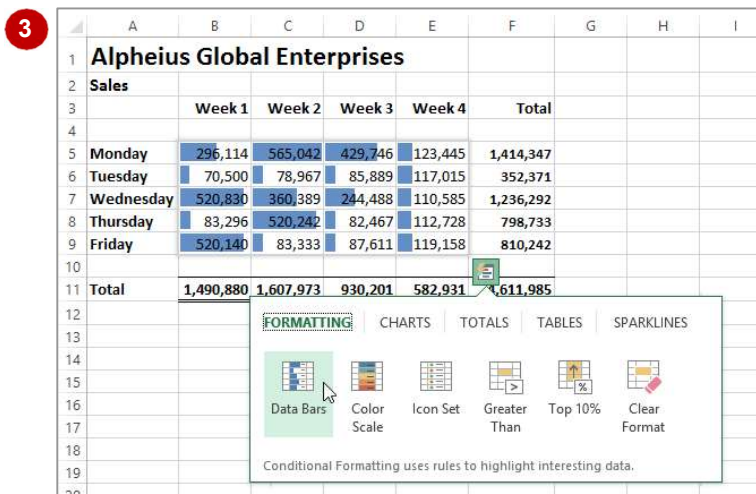 3
A B C D E F G H I
1 Alpheius Global Enterprises
2 Sales
3 Week 1 Week 2 Week 3 Week 4 Total
4
5 Monday 296,114 565,042 429,746 123,445 1,414,347
6 Tuesday 70,500 78,967 85,889 117,015 352,371
7 Wednesday 520,830 360,389 244,488 110,585 1,236,292
8 Thursday 83,296 520,242 82,467 112,728 798,733
9 Friday 520,140 83,333 87,611 119,158 810,242
10
11 Total 1,490,880 1,607,973 930,201 582,931 4,611,985
12
FORMATTING CHARTS TOTALS TABLES SPARKLINES
13
14
15
16
Data Bars Color Scale Icon Set Greater Than Top 10% Clear Format
17
18
Conditional Formatting uses rules to highlight interesting data.
19